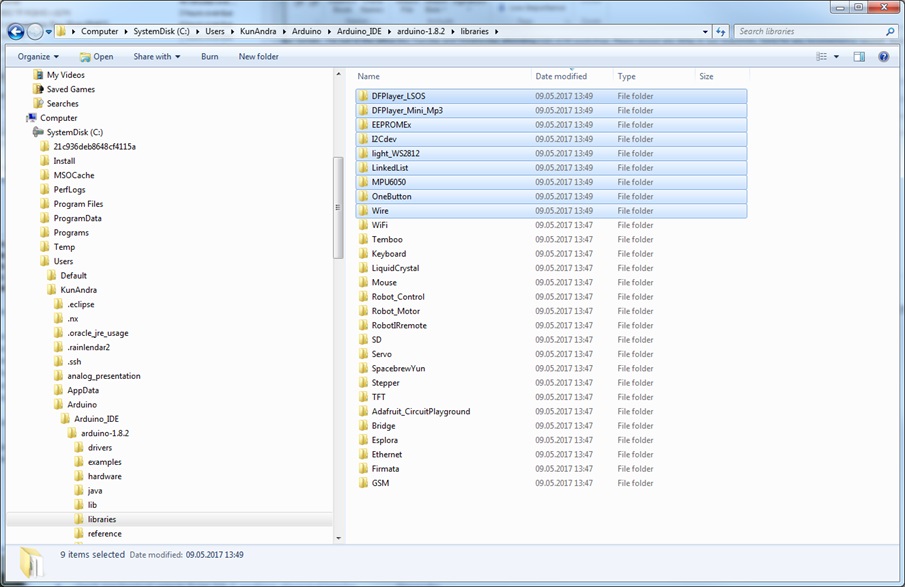 Computer ▸ SystemDisk (C:) ▸ Users ▸ KunAndra ▸ Arduino ▸ Arduino_IDE ▸ arduino-1.8.2 ▸ libraries ▸
Search libraries
Organize Open Share with Burn New folder
My Videos
Saved Games
Searches
Computer
SystemDisk (C:)
21c936deb8648cf4115a
Install
MSOCache
PerfLogs
Program Files
ProgramData
Programs
Temp
Users
Default
KunAndra
.eclipse
.nx
.oracle_jre_usage
.rainlendar2
.ssh
analog_presentation
AppData
Arduino
Arduino_IDE
arduino-1.8.2
drivers
examples
hardware
java
lib
libraries
reference
Name Date modified Type Size
DFPlayer_LSOS 09.05.2017 13:49 File folder
DFPlayer_Mini_Mp3 09.05.2017 13:49 File folder
EEPROMEx 09.05.2017 13:49 File folder
I2Cdev 09.05.2017 13:49 File folder
light_WS2812 09.05.2017 13:49 File folder
LinkedList 09.05.2017 13:49 File folder
MPU6050 09.05.2017 13:49 File folder
OneButton 09.05.2017 13:49 File folder
Wire 09.05.2017 13:49 File folder
WiFi 09.05.2017 13:47 File folder
Temboo 09.05.2017 13:47 File folder
Keyboard 09.05.2017 13:47 File folder
LiquidCrystal 09.05.2017 13:47 File folder
Mouse 09.05.2017 13:47 File folder
Robot_Control 09.05.2017 13:47 File folder
Robot_Motor 09.05.2017 13:47 File folder
RobotIRremote 09.05.2017 13:47 File folder
SD 09.05.2017 13:47 File folder
Servo 09.05.2017 13:47 File folder
SpacebrewYun 09.05.2017 13:47 File folder
Stepper 09.05.2017 13:47 File folder
TFT 09.05.2017 13:47 File folder
Adafruit_CircuitPlayground 09.05.2017 13:47 File folder
Bridge 09.05.2017 13:47 File folder
Esplora 09.05.2017 13:47 File folder
Ethernet 09.05.2017 13:47 File folder
Firmata 09.05.2017 13:47 File folder
GSM 09.05.2017 13:47 File folder
9 items selected Date modified: 09.05.2017 13:49